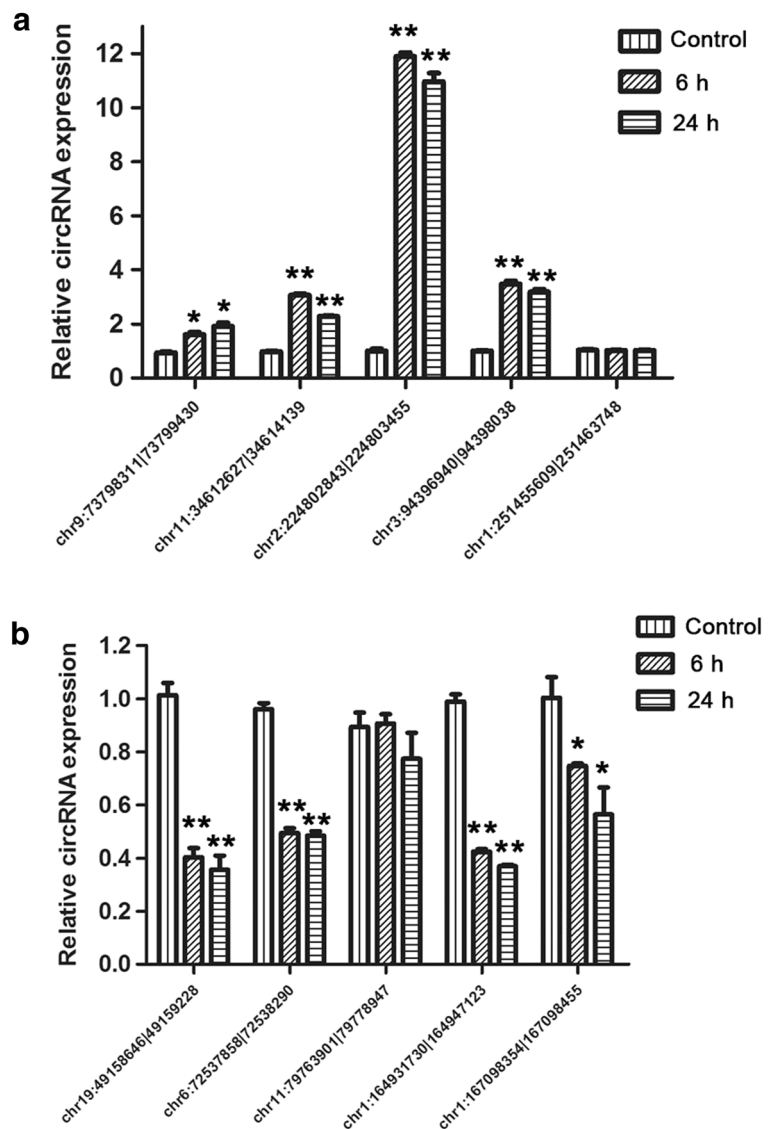 a
Relative circRNA expression
12
10
8
6
4
2
0
* *
** **
** **
** **
Control
6 h
24 h
chr9:73798311|73799430
chr11:34612627|34614139
chr2:224802843|224803455
chr3:94396940|94398038
chr1:251455609|251463748
b
Relative circRNA expression
1.2
1.0
0.8
0.6
0.4
0.2
0.0
** **
** **
** **
* *
Control
6 h
24 h
chr19:49158646|49159228
chr6:72537858|72538290
chr11:79763901|79778947
chr1:164931730|164947123
chr1:167098354|167098455